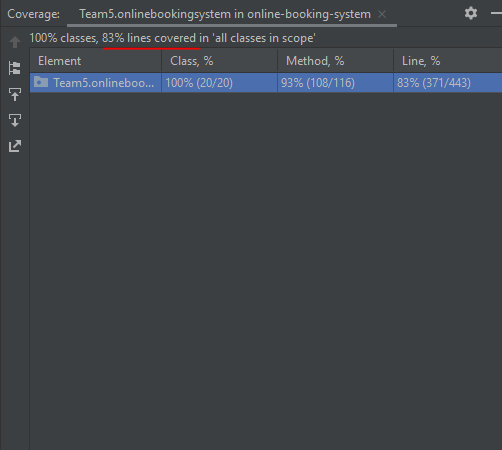 Coverage: Team5.onlinebookingsystem in online-booking-system
100% classes, 83% lines covered in 'all classes in scope'
Element Class, % Method, % Line, %
Team5.onlineboo... 100% (20/20) 93% (108/116) 83% (371/443)